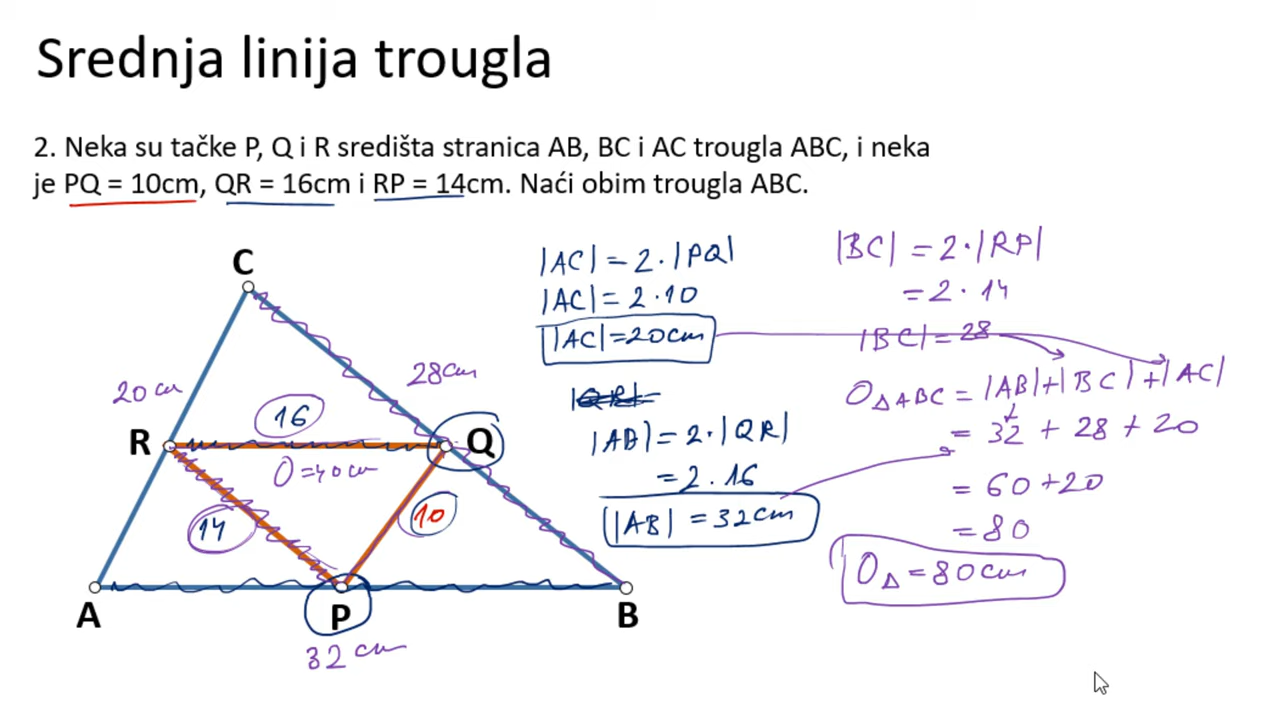 Srednja linija trougla
2. Neka su tačke P, Q i R središta stranica AB, BC i AC trougla ABC, i neka
je PQ = 10cm, QR = 16cm i RP = 14cm. Naći obim trougla ABC.
C
20 cm
28cm
16
R
Q
O=40 cm
14
10
A
P
B
32 cm
|AC| = 2·|PQ|
|AC| = 2·10
|AC|=20cm
|QR|
|AB| = 2·|QR|
= 2.16
|AB| = 32cm
|BC| = 2·|RP|
= 2·14
|BC| = 28
O△ABC = |AB|+|BC|+|AC|
= 32 + 28 + 20
= 60+20
= 80
O△ = 80cm